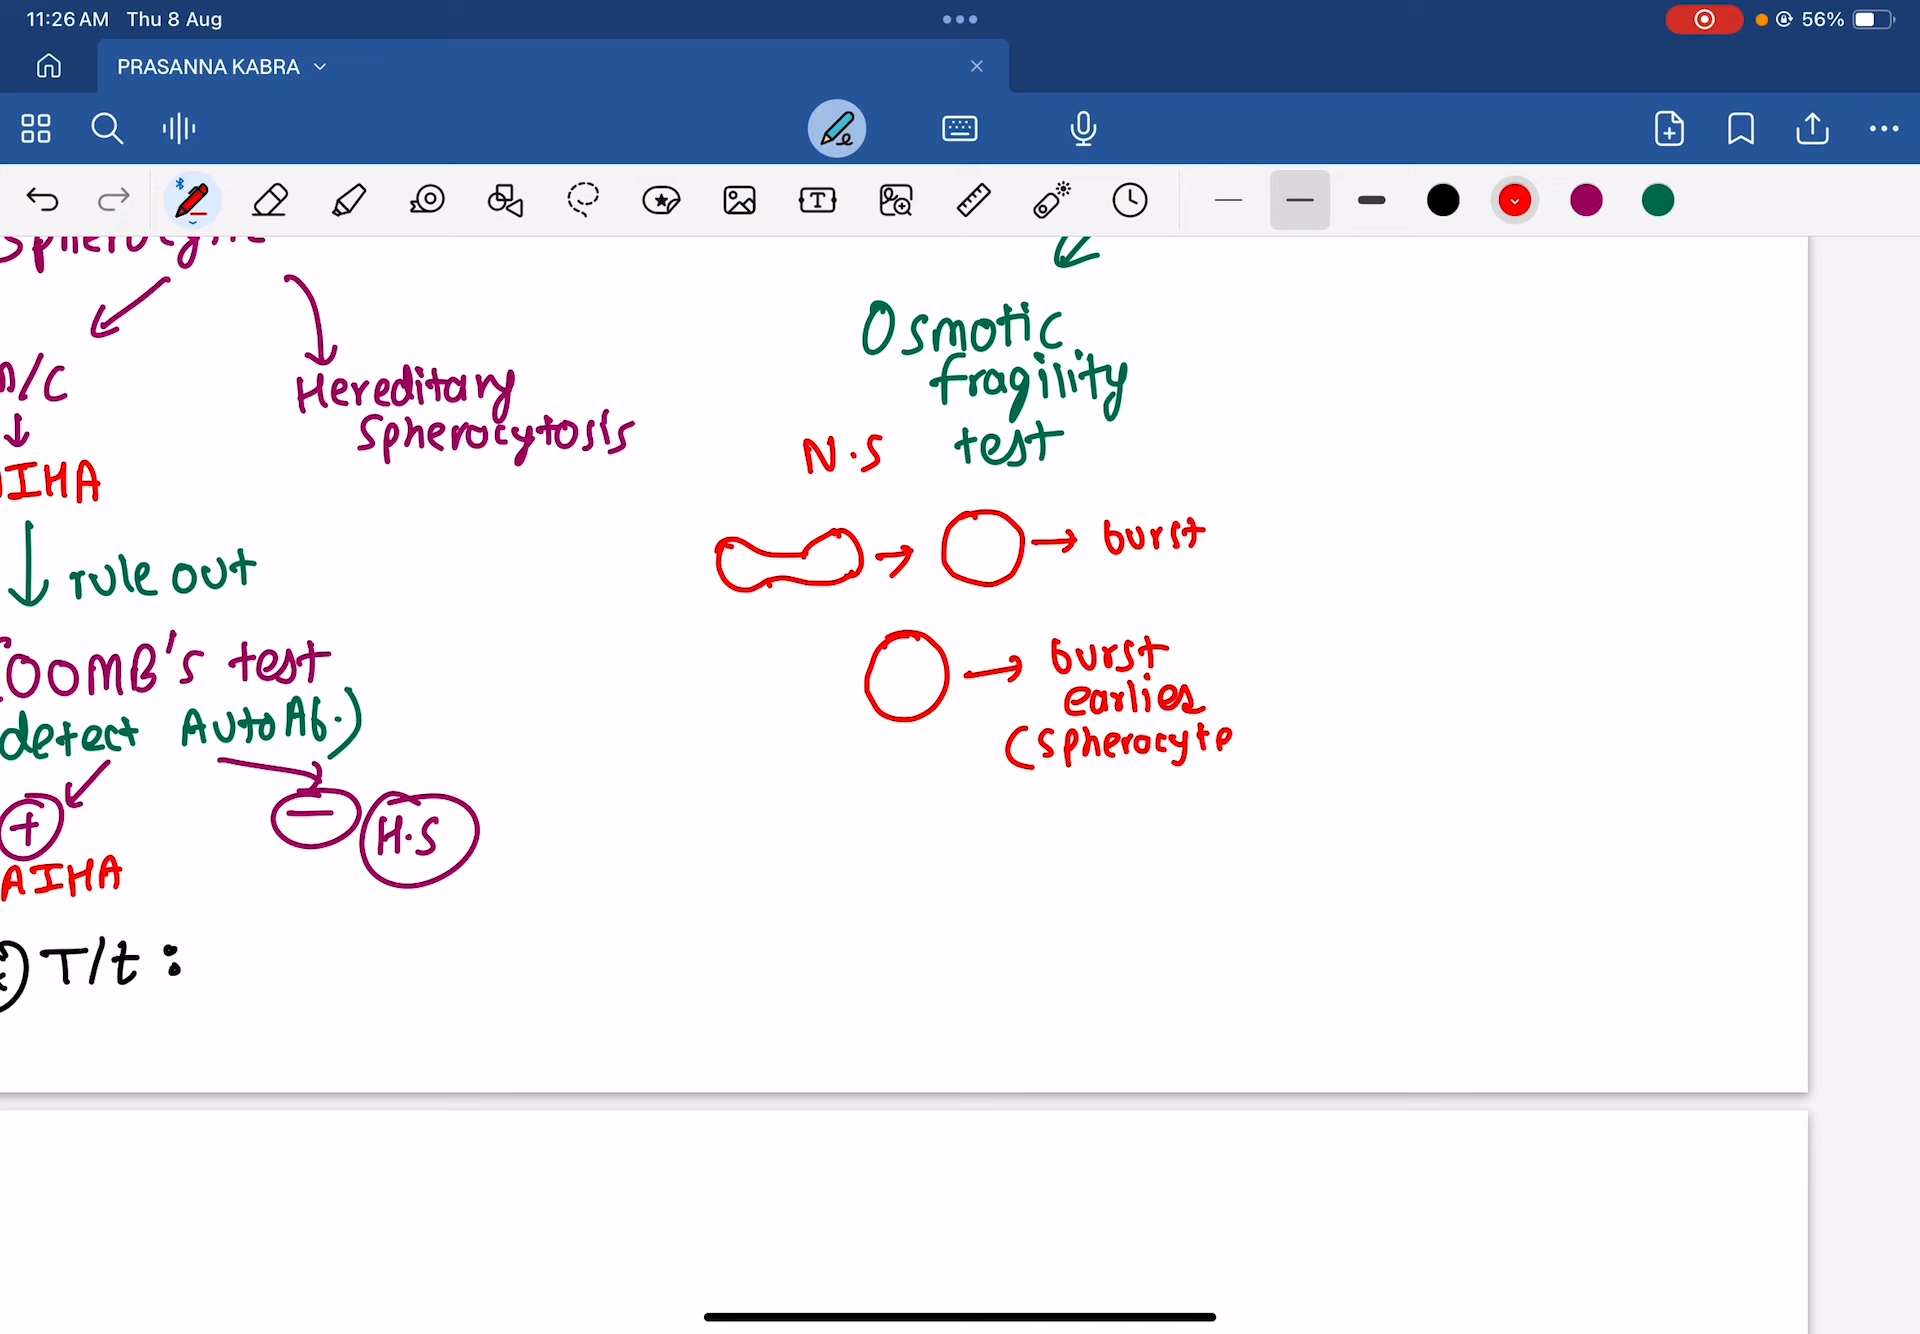 11:26 AM Thu 8 Aug
56%
PRASANNA KABRA
Hereditary
Spherocytosis
IHA
rule out
OOMB's test
detect Auto Ab.)
+
−
H.S
AIHA
T/t :
Osmotic
fragility
test
N.S
burst
burst
earlies
(spherocyte